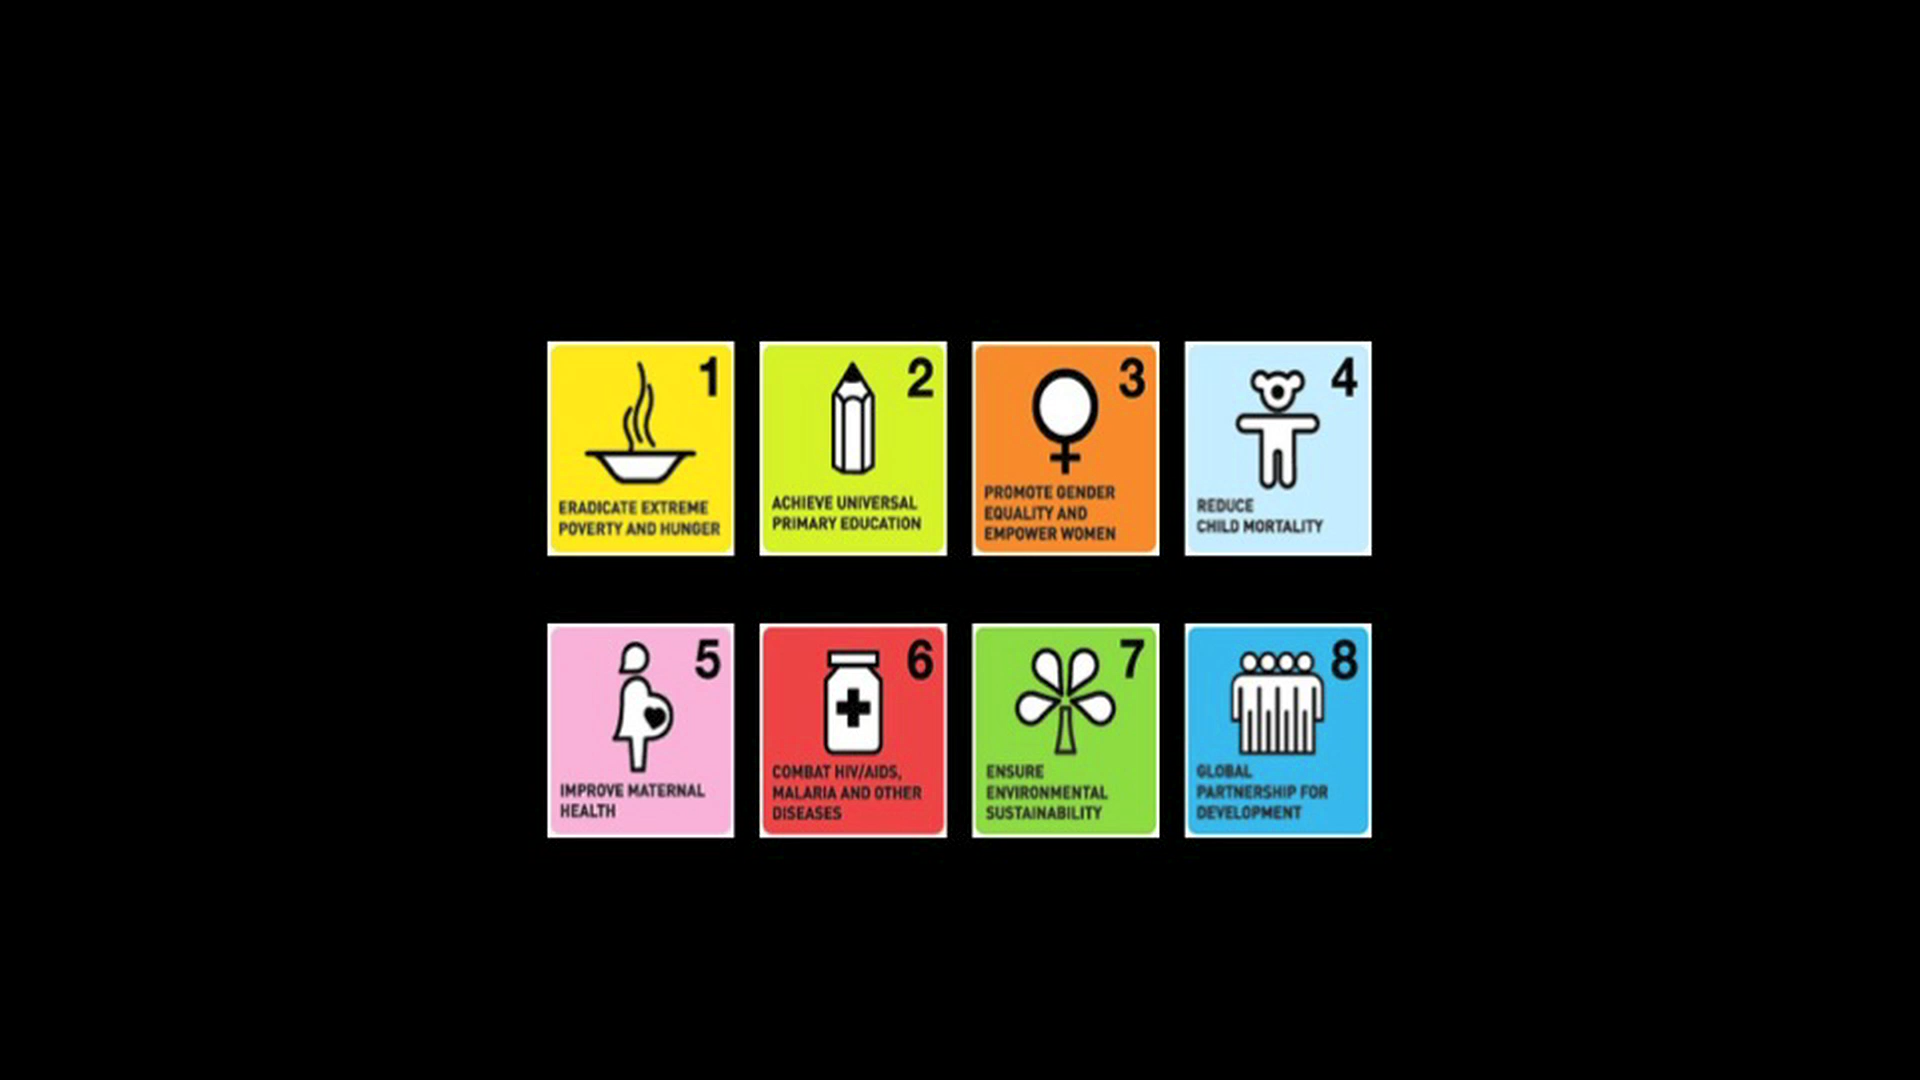 1
ERADICATE EXTREME
POVERTY AND HUNGER
2
ACHIEVE UNIVERSAL
PRIMARY EDUCATION
3
PROMOTE GENDER
EQUALITY AND
EMPOWER WOMEN
4
REDUCE
CHILD MORTALITY
5
IMPROVE MATERNAL
HEALTH
6
COMBAT HIV/AIDS,
MALARIA AND OTHER
DISEASES
7
ENSURE
ENVIRONMENTAL
SUSTAINABILITY
8
GLOBAL
PARTNERSHIP FOR
DEVELOPMENT